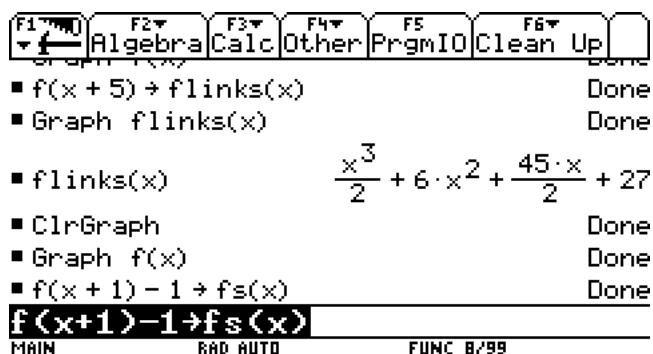 F1 F2 F3 F4 F5 F6
Algebra Calc Other PrgmIO Clean Up
Graph f(x) Done
f(x + 5) → flinks(x) Done
Graph flinks(x) Done
flinks(x) x^3/2 + 6·x^2 + 45·x/2 + 27
ClrGraph Done
Graph f(x) Done
f(x + 1) - 1 → fs(x) Done
f(x+1)-1→fs(x)
MAIN RAD AUTO FUNC 8/99